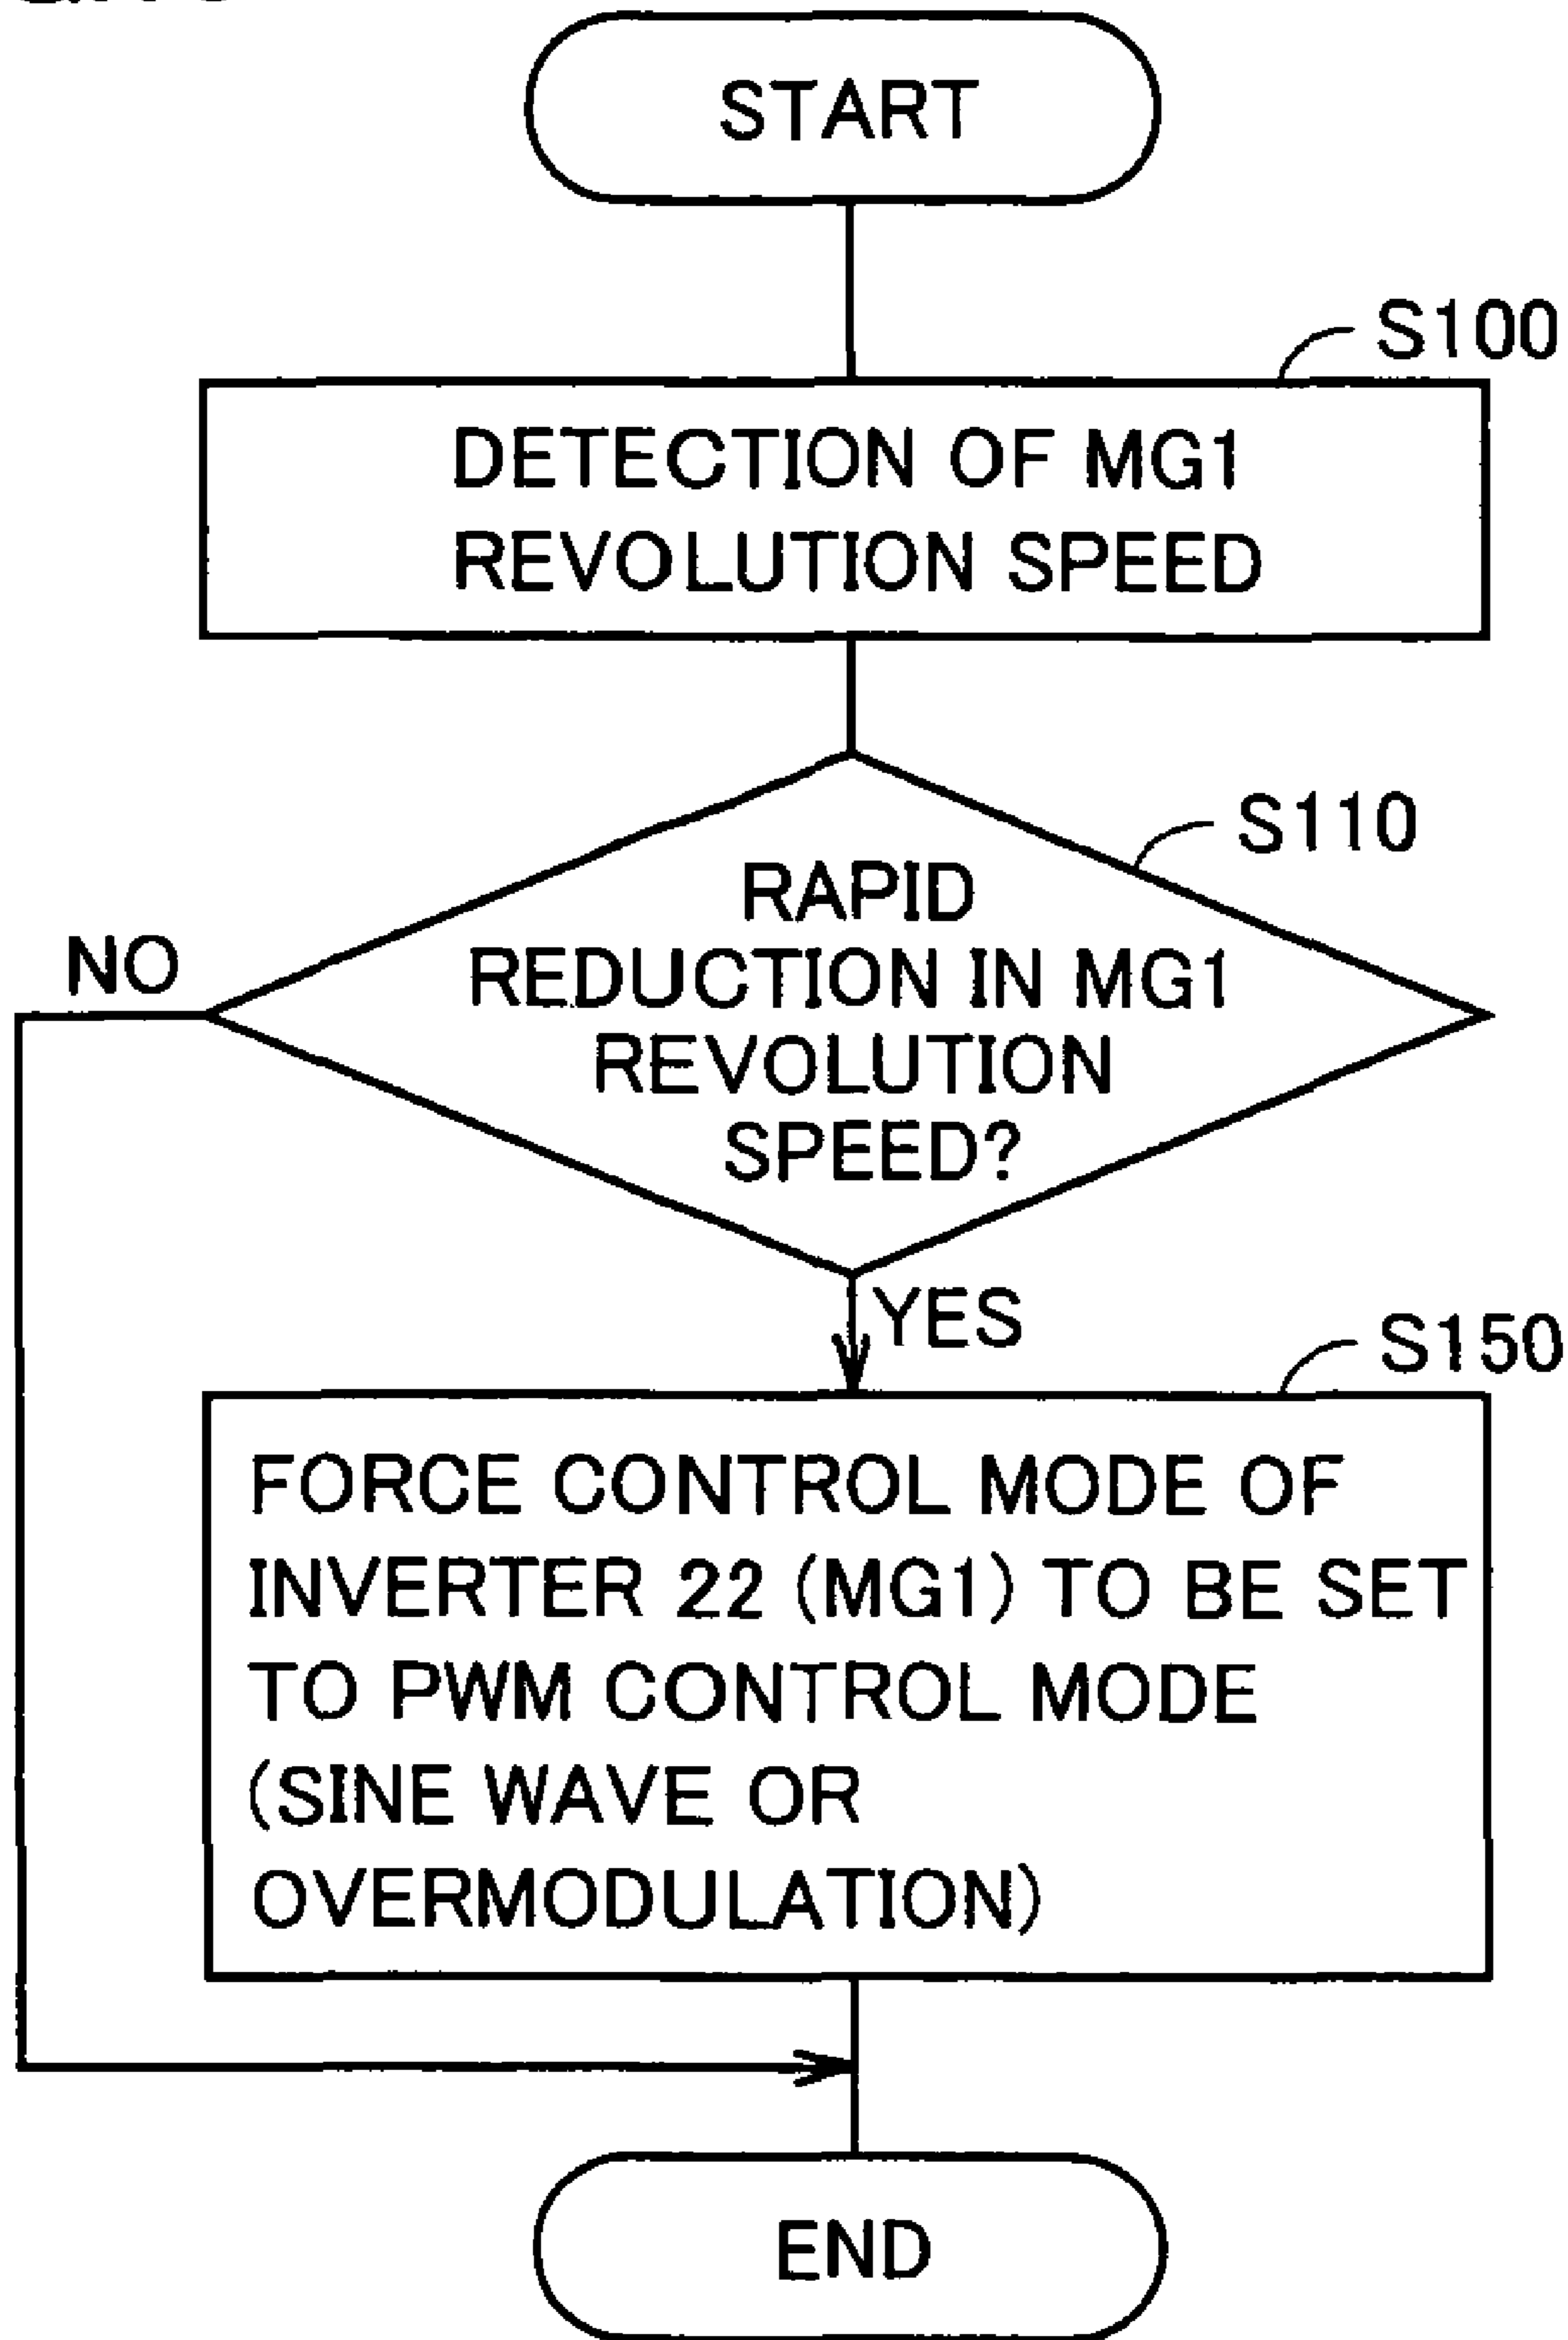 START
S100
DETECTION OF MG1
REVOLUTION SPEED
S110
RAPID
REDUCTION IN MG1
REVOLUTION
SPEED?
NO
YES
S150
FORCE CONTROL MODE OF
INVERTER 22 (MG1) TO BE SET
TO PWM CONTROL MODE
(SINE WAVE OR
OVERMODULATION)
END